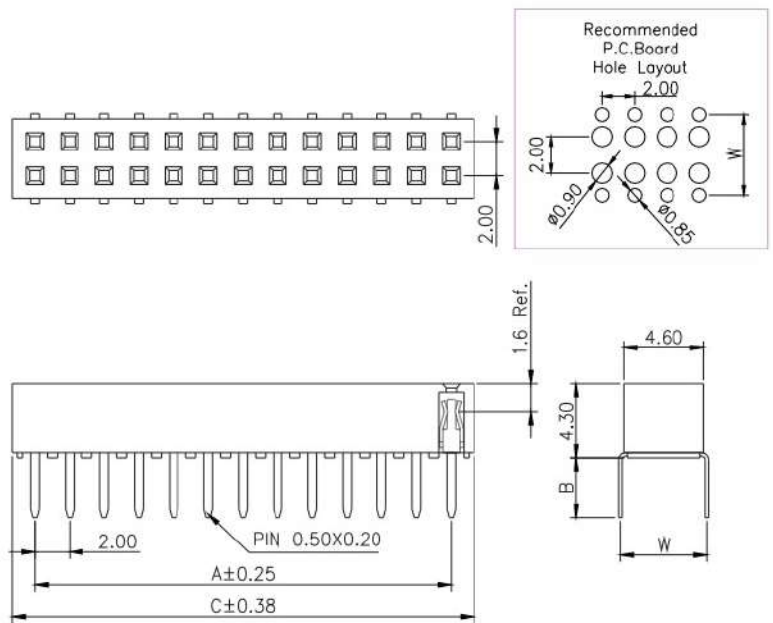 Recommended
P.C.Board
Hole Layout
2.00
2.00
W
ø0.90
ø0.85
2.00
1.6 Ref.
4.60
4.30
B
W
2.00
PIN 0.50X0.20
A±0.25
C±0.38